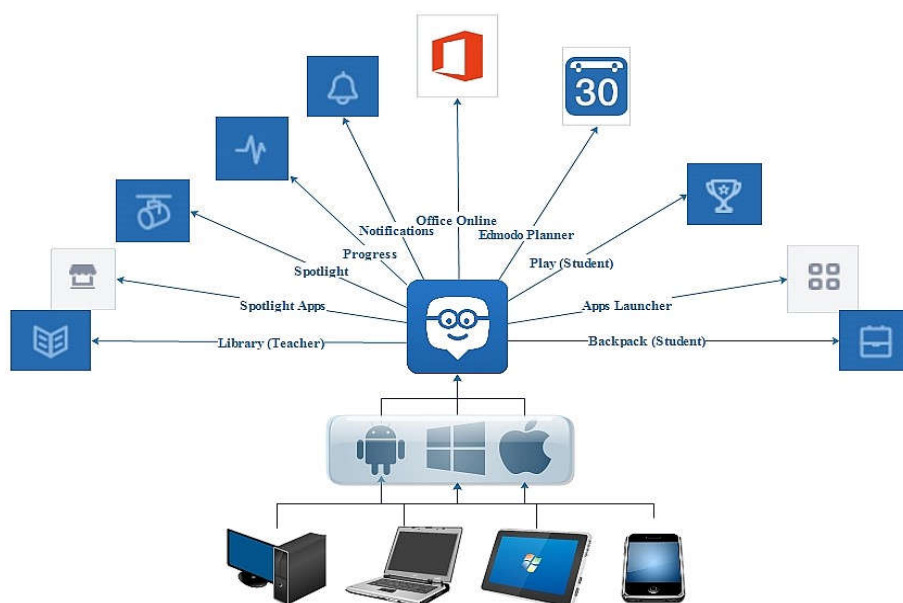 30
Office Online
Notifications
Edmodo Planner
Progress
Play (Student)
Spotlight
Spotlight Apps
Apps Launcher
Library (Teacher)
Backpack (Student)